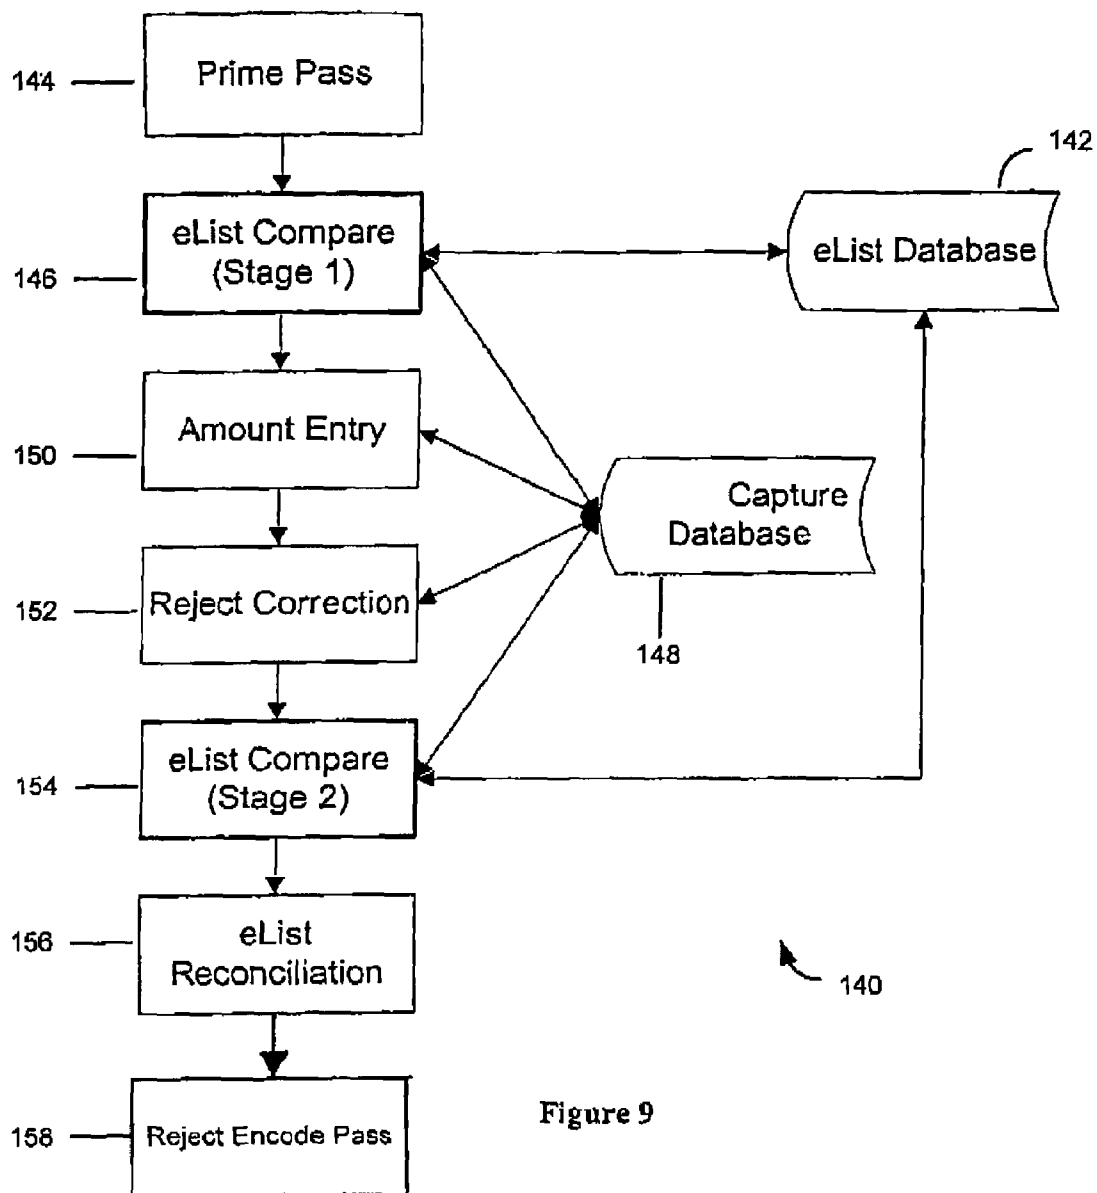 144
Prime Pass
142
eList Compare
(Stage 1)
146
eList Database
Amount Entry
150
Capture
Database
148
Reject Correction
152
eList Compare
(Stage 2)
154
eList
Reconciliation
156
140
Reject Encode Pass
158
Figure 9